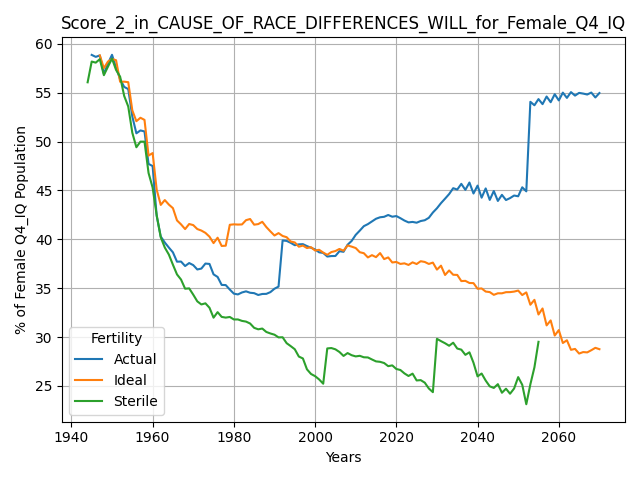 Score_2_in_CAUSE_OF_RACE_DIFFERENCES_WILL_for_Female_Q4_IQ
% of Female Q4_IQ Population
60
55
50
45
40
35
30
25
Fertility
Actual
Ideal
Sterile
1940
1960
1980
2000
2020
2040
2060
Years